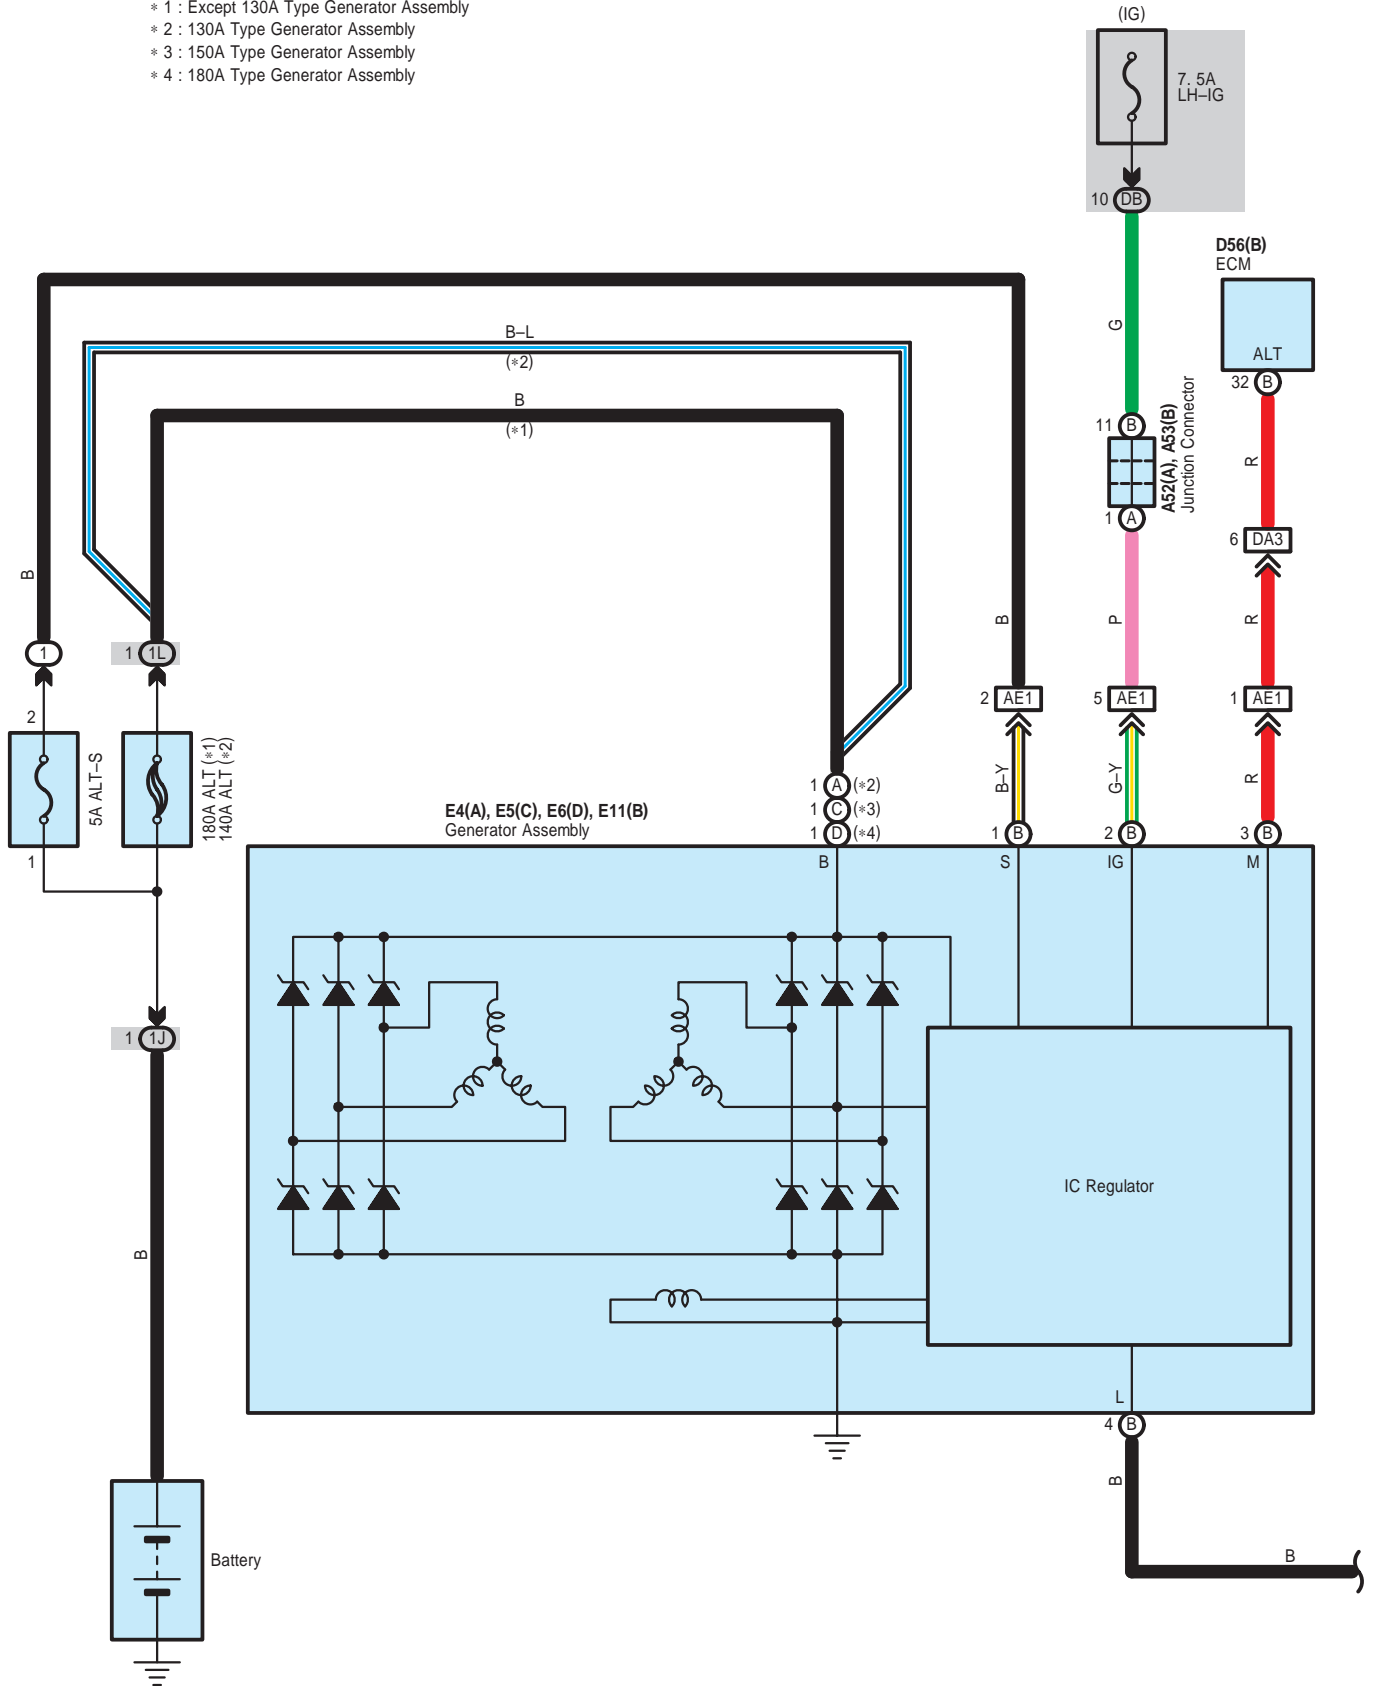 * 1 : Except 130A Type Generator Assembly
* 2 : 130A Type Generator Assembly
* 3 : 150A Type Generator Assembly
* 4 : 180A Type Generator Assembly
(IG)
7. 5A
LH–IG
10 DB
D56(B)
ECM
ALT
32 B
G
B–L
(*2)
B
(*1)
11 B
A52(A), A53(B)
Junction Connector
1 A
R
6 DA3
B
B
P
R
1
1 1L
2 AE1
5 AE1
1 AE1
2
5A ALT–S
180A ALT (*1)
140A ALT (*2)
1
B–Y
G–Y
R
1 A (*2)
1 C (*3)
1 D (*4)
E4(A), E5(C), E6(D), E11(B)
Generator Assembly
1 B
2 B
3 B
B
S
IG
M
1 1J
IC Regulator
B
L
4 B
B
B
Battery